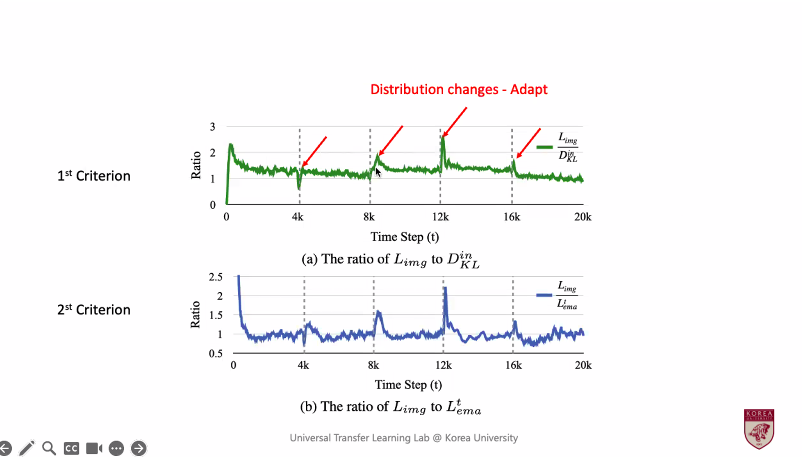 Distribution changes - Adapt
1st Criterion
Ratio
3
2
1
0
L_img
D_KL^in
0 4k 8k 12k 16k 20k
Time Step (t)
(a) The ratio of L_img to D_KL^in
2st Criterion
Ratio
2.5
2
1.5
1
0.5
L_img
L_ema^t
0 4k 8k 12k 16k 20k
Time Step (t)
(b) The ratio of L_img to L_ema^t
Universal Transfer Learning Lab @ Korea University
CC
KOREA